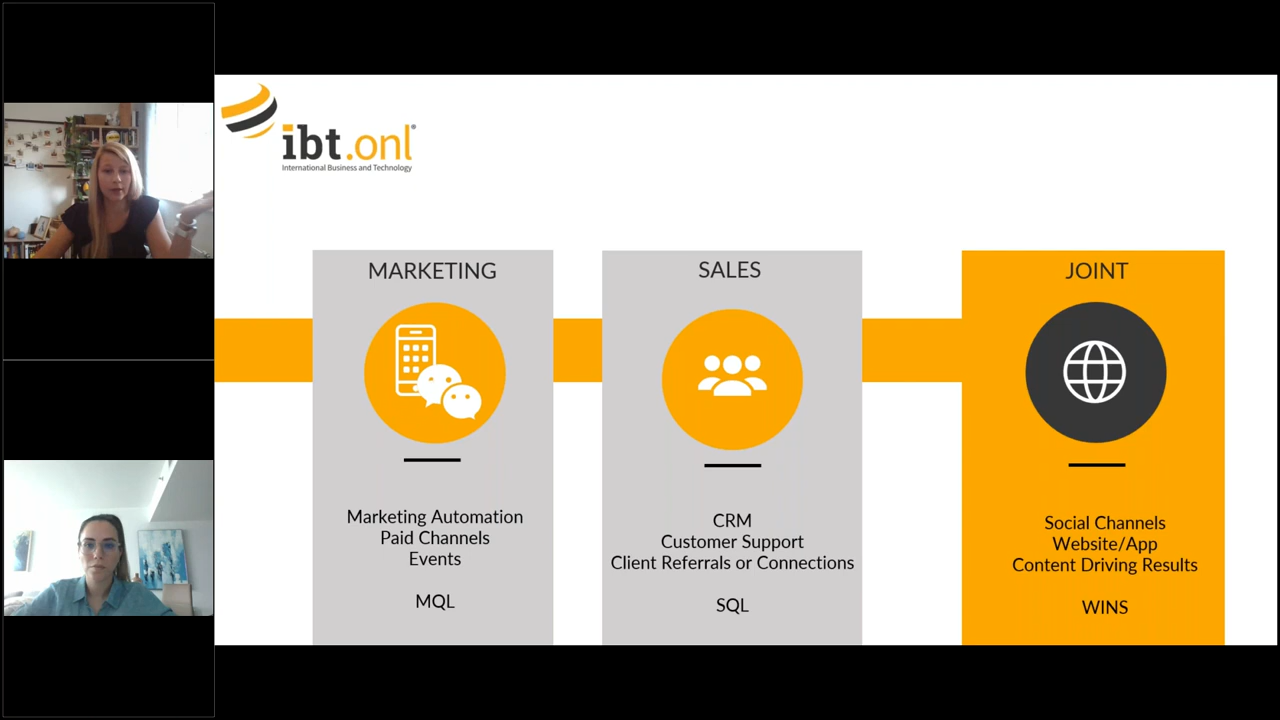 ibt.onl®
International Business and Technology
MARKETING
Marketing Automation
Paid Channels
Events
MQL
SALES
CRM
Customer Support
Client Referrals or Connections
SQL
JOINT
Social Channels
Website/App
Content Driving Results
WINS